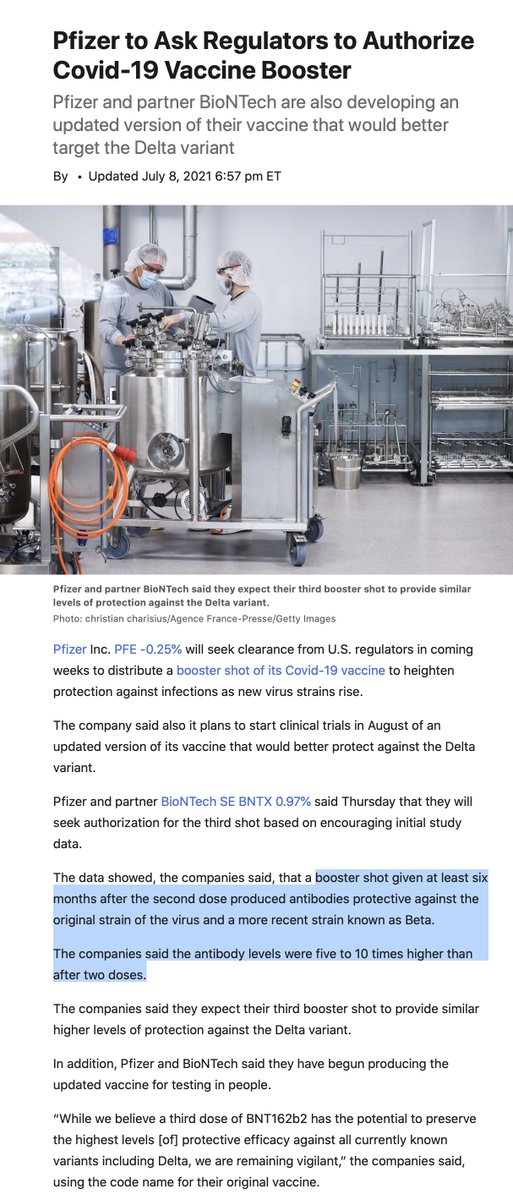 Pfizer to Ask Regulators to Authorize
Covid-19 Vaccine Booster
Pfizer and partner BioNTech are also developing an
updated version of their vaccine that would better
target the Delta variant
By • Updated July 8, 2021 6:57 pm ET
Pfizer and partner BioNTech said they expect their third booster shot to provide similar
levels of protection against the Delta variant.
Photo: christian charisius/Agence France-Presse/Getty Images
Pfizer Inc. PFE -0.25% will seek clearance from U.S. regulators in coming
weeks to distribute a booster shot of its Covid-19 vaccine to heighten
protection against infections as new virus strains rise.
The company said also it plans to start clinical trials in August of an
updated version of its vaccine that would better protect against the Delta
variant.
Pfizer and partner BioNTech SE BNTX 0.97% said Thursday that they will
seek authorization for the third shot based on encouraging initial study
data.
The data showed, the companies said, that a booster shot given at least six
months after the second dose produced antibodies protective against the
original strain of the virus and a more recent strain known as Beta.
The companies said the antibody levels were five to 10 times higher than
after two doses.
The companies said they expect their third booster shot to provide similar
higher levels of protection against the Delta variant.
In addition, Pfizer and BioNTech said they have begun producing the
updated vaccine for testing in people.
“While we believe a third dose of BNT162b2 has the potential to preserve
the highest levels [of] protective efficacy against all currently known
variants including Delta, we are remaining vigilant,” the companies said,
using the code name for their original vaccine.